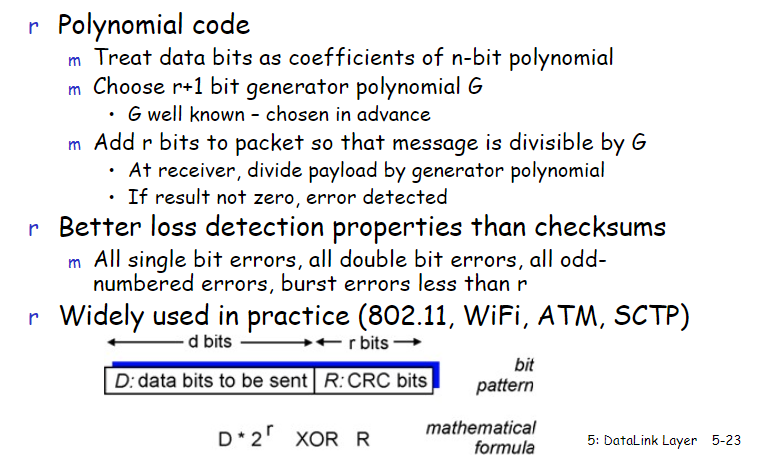 r Polynomial code
m Treat data bits as coefficients of n-bit polynomial
m Choose r+1 bit generator polynomial G
• G well known – chosen in advance
m Add r bits to packet so that message is divisible by G
• At receiver, divide payload by generator polynomial
• If result not zero, error detected
r Better loss detection properties than checksums
m All single bit errors, all double bit errors, all odd-
numbered errors, burst errors less than r
r Widely used in practice (802.11, WiFi, ATM, SCTP)
d bits r bits
D: data bits to be sent R: CRC bits
bit
pattern
D * 2^r XOR R
mathematical
formula
5: DataLink Layer 5-23